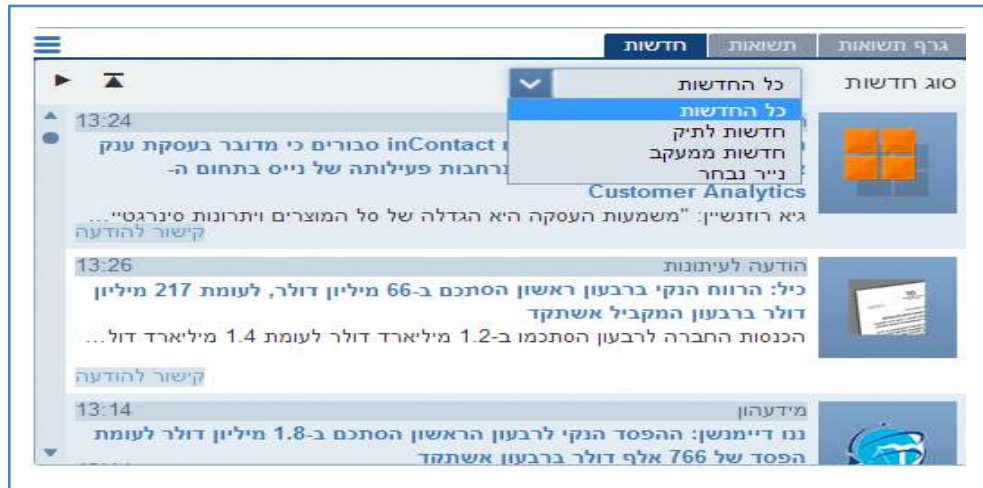 גרף תשואות
תשואות
חדשות
סוג חדשות
כל החדשות
כל החדשות
חדשות לתיק
חדשות ממעקב
נייר נבחר
13:24
inContact סבורים כי מדובר בעסקת ענק
נרחבות פעילותה של נייס בתחום ה-
Customer Analytics
גיא רוזנשיין: "משמעות העסקה היא הגדלה של סל המוצרים ויתרונות סינרגטיי...
קישור להודעה
הודעה לעיתונות 13:26
כיל: הרווח הנקי ברבעון ראשון הסתכם ב-66 מיליון דולר, לעומת 217 מיליון
דולר ברבעון המקביל אשתקד
הכנסות החברה לרבעון הסתכמו ב-1.2 מיליארד דולר לעומת 1.4 מיליארד דול...
קישור להודעה
מידעהון 13:14
ננו דיימנשן: ההפסד הנקי לרבעון הראשון הסתכם ב-1.8 מיליון דולר לעומת
הפסד של 766 אלף דולר ברבעון אשתקד